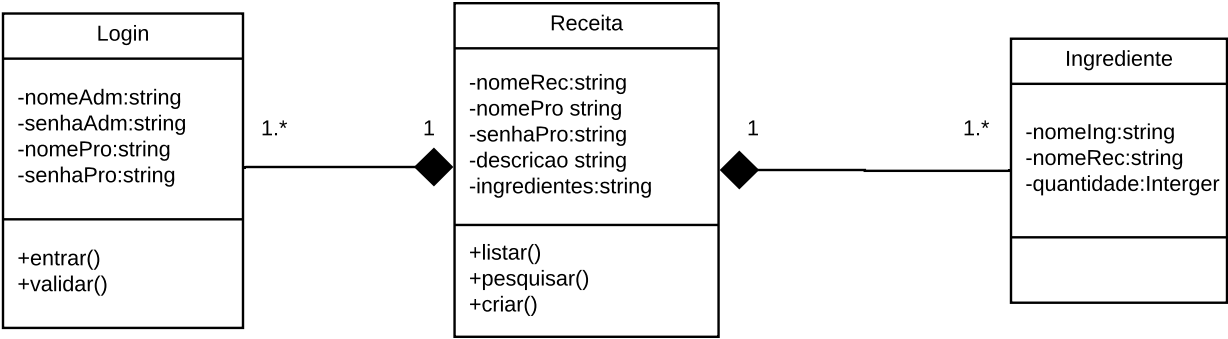 Login
-nomeAdm:string
-senhaAdm:string
-nomePro:string
-senhaPro:string
+entrar()
+validar()
1.*
1
Receita
-nomeRec:string
-nomePro string
-senhaPro:string
-descricao string
-ingredientes:string
+listar()
+pesquisar()
+criar()
1
1.*
Ingrediente
-nomeIng:string
-nomeRec:string
-quantidade:Interger